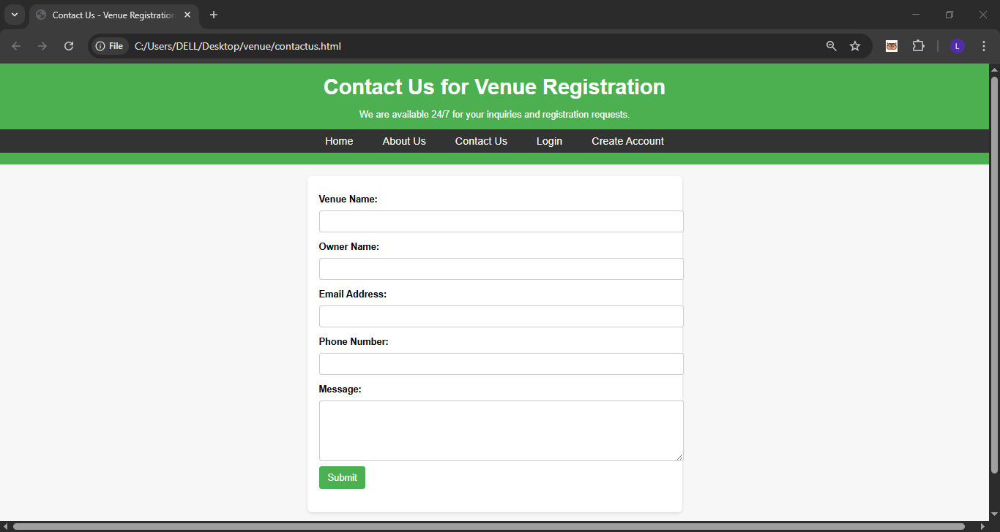 Contact Us - Venue Registration
File C:/Users/DELL/Desktop/venue/contactus.html L
Contact Us for Venue Registration
We are available 24/7 for your inquiries and registration requests.
Home About Us Contact Us Login Create Account
Venue Name:
Owner Name:
Email Address:
Phone Number:
Message:
Submit